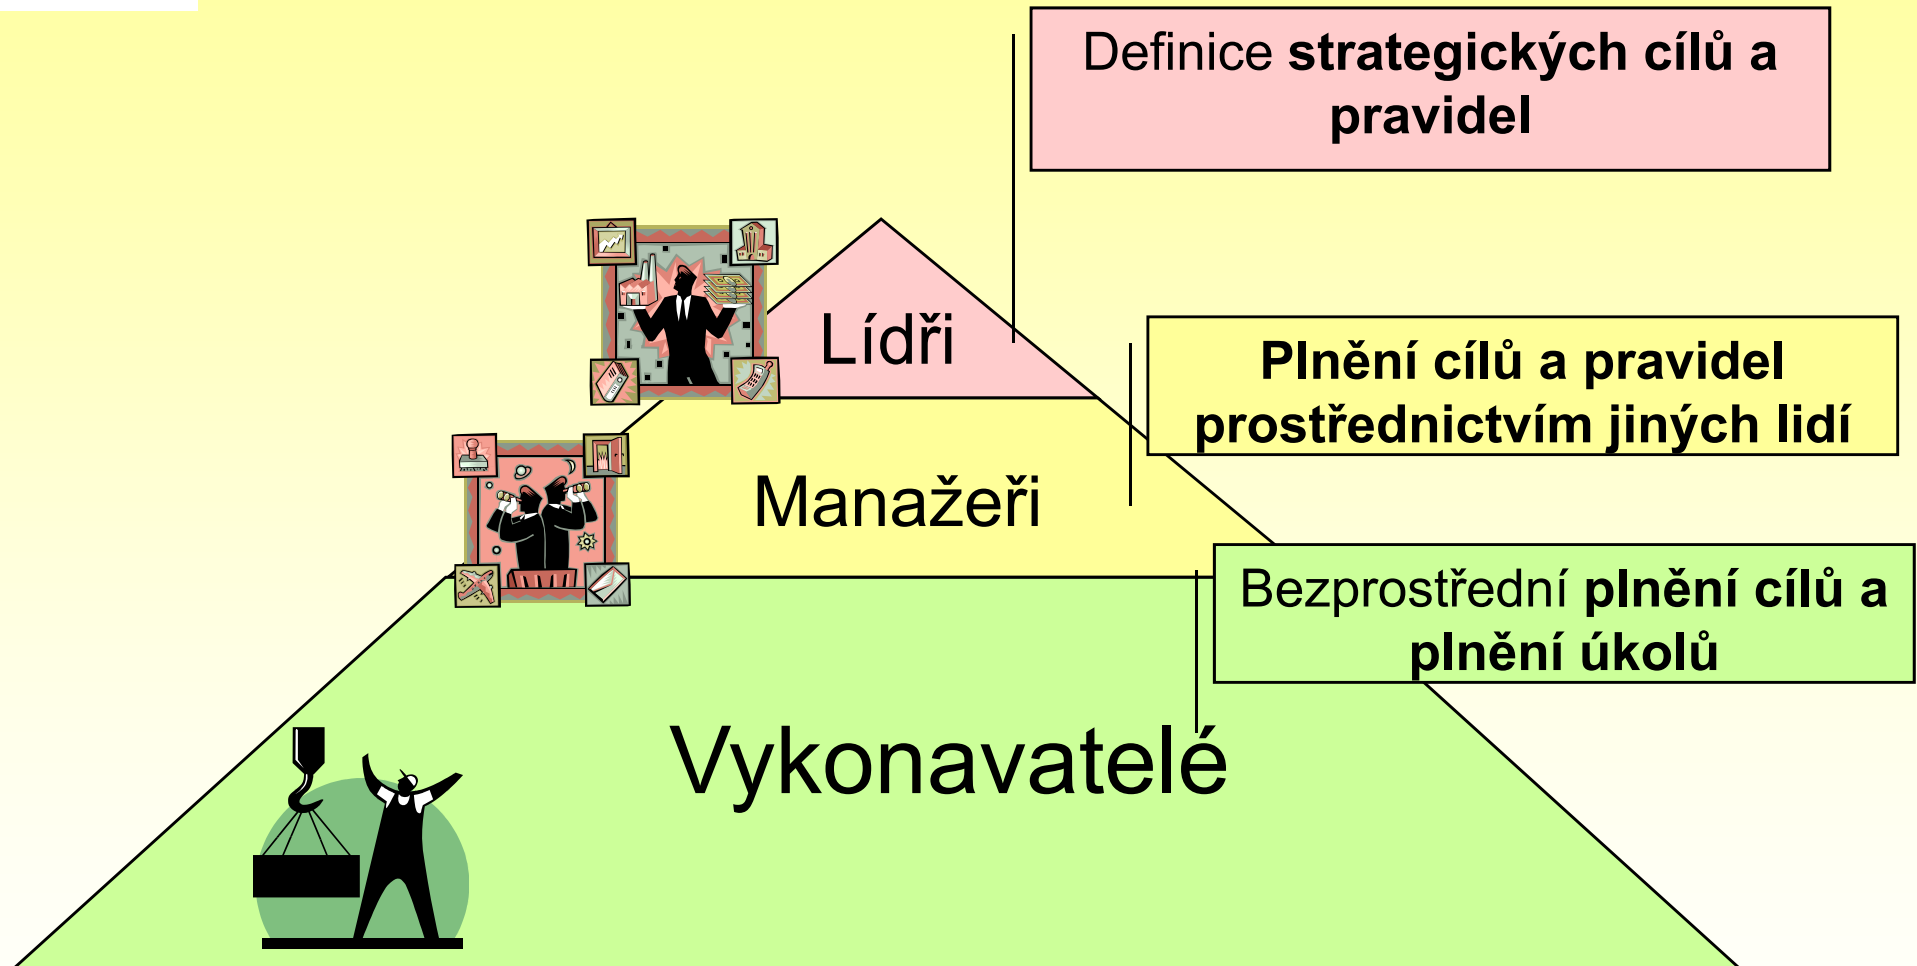 Definice strategických cílů a
pravidel
Lídři
Plnění cílů a pravidel
prostřednictvím jiných lidí
Manažeři
Bezprostřední plnění cílů a
plnění úkolů
Vykonavatelé